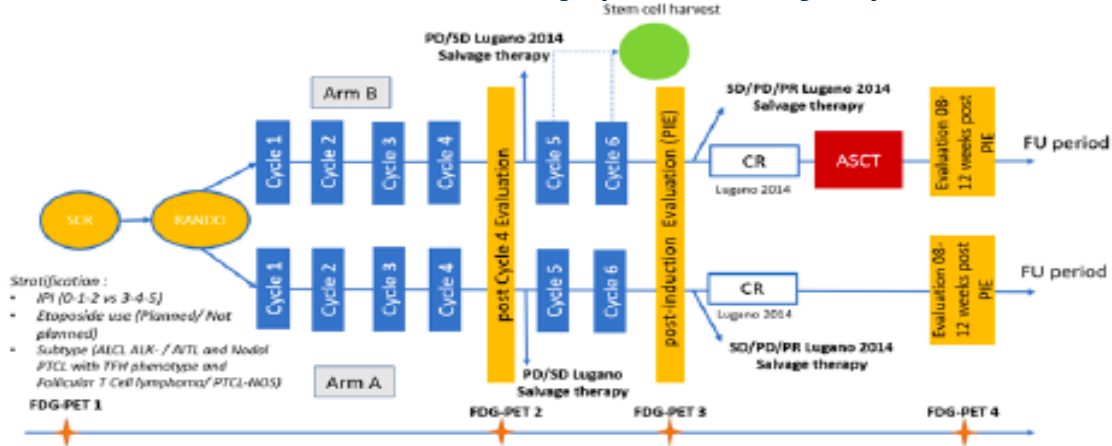 Stem cell harvest
PD/SD Lugano 2014
Salvage therapy
Arm B
SD/PD/PR Lugano 2014
Salvage therapy
Cycle 1
Cycle 2
Cycle 3
Cycle 4
post Cycle 4 Evaluation
Cycle 5
Cycle 6
post-induction Evaluation (PIE)
CR
Lugano 2014
ASCT
Evaluation 08-
12 weeks post
PIE
FU period
SCR
RANDO
Cycle 1
Cycle 2
Cycle 3
Cycle 4
Cycle 5
Cycle 6
CR
Lugano 2014
Evaluation 08-
12 weeks post
PIE
FU period
Stratification :
• IPI (0-1-2 vs 3-4-5)
• Etoposide use (Planned/ Not
planned)
• Subtype (ALCL ALK- / AITL and Nodal
PTCL with TFH phenotype and
Follicular T Cell lymphoma/ PTCL-NOS)
Arm A
PD/SD Lugano
Salvage therapy
SD/PD/PR Lugano 2014
Salvage therapy
FDG-PET 1
FDG-PET 2
FDG-PET 3
FDG-PET 4